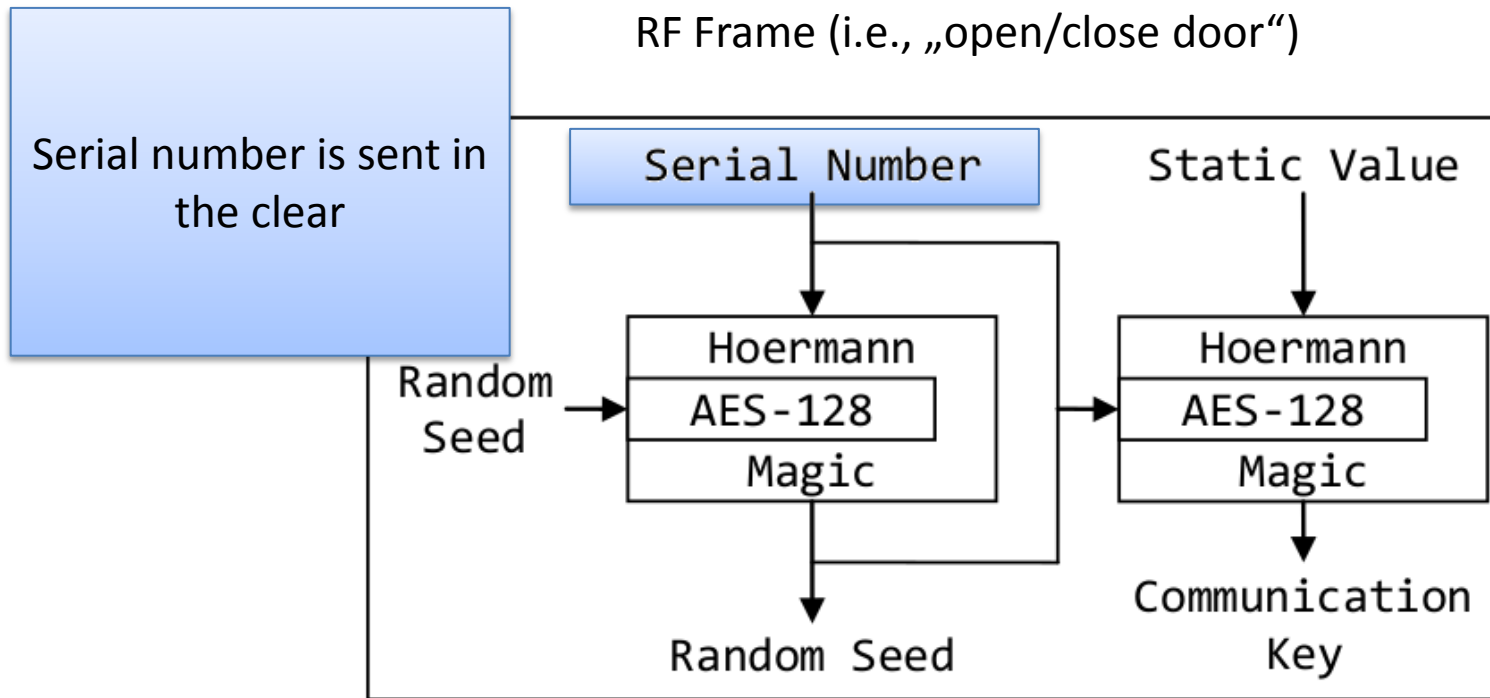 RF Frame (i.e., „open/close door“)
Serial number is sent in
the clear
Serial Number
Static Value
Random
Seed
Hoermann
AES-128
Magic
Hoermann
AES-128
Magic
Random Seed
Communication
Key